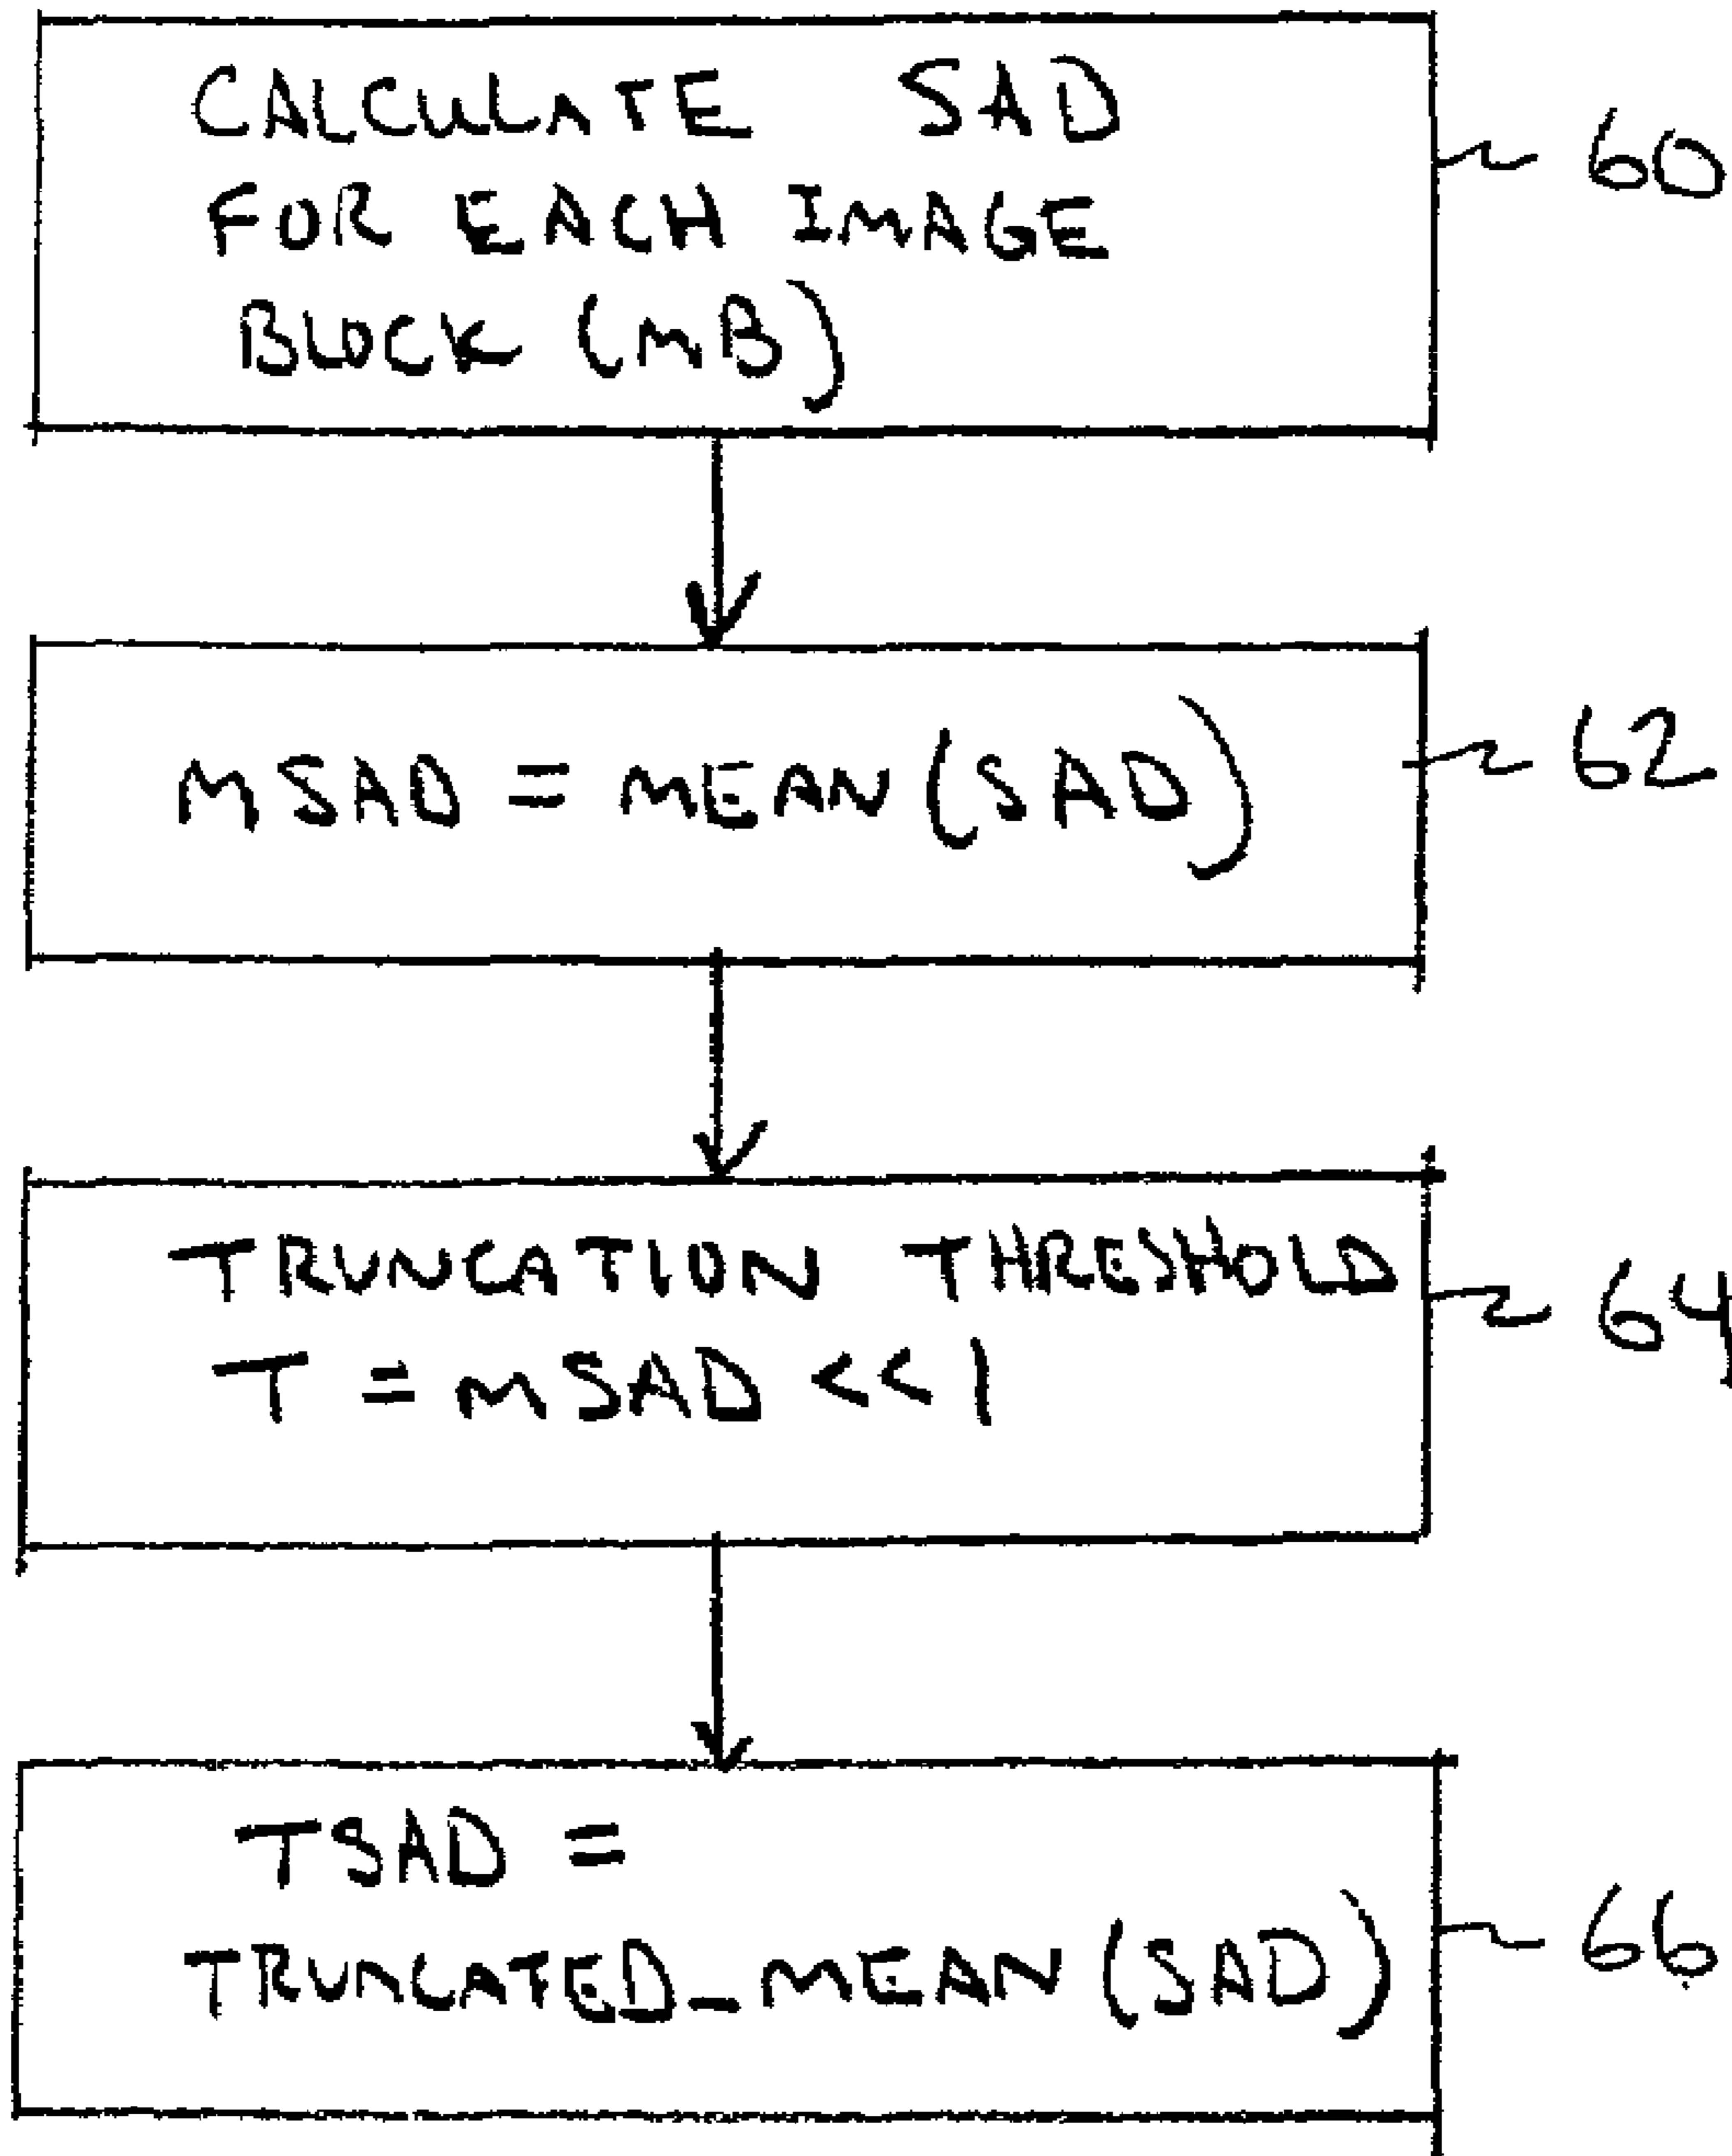 CALCULATE SAD
FOR EACH IMAGE
BLOCK (MB)
60
MSAD = MEAN(SAD)
62
TRUNCATION THRESHOLD
T = MSAD << 1
64
TSAD =
TRUNCATED_MEAN(SAD)
66